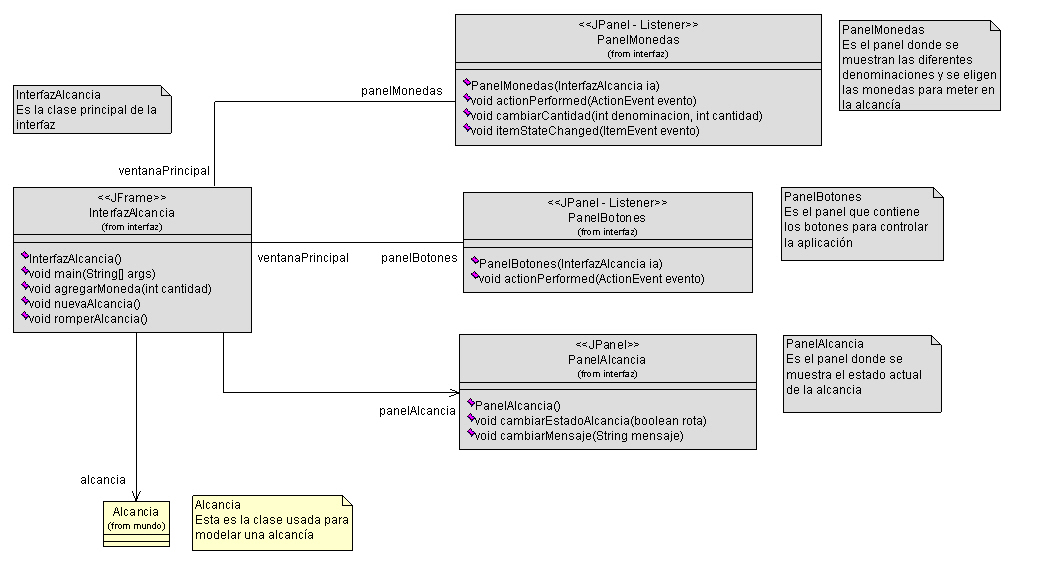 <<JPanel - Listener>>
PanelMonedas
(from interfaz)
PanelMonedas(InterfazAlcancia ia)
void actionPerformed(ActionEvent evento)
void cambiarCantidad(int denominacion, int cantidad)
void itemStateChanged(ItemEvent evento)
PanelMonedas
Es el panel donde se
muestran las diferentes
denominaciones y se eligen
las monedas para meter en
la alcancía
InterfazAlcancia
Es la clase principal de la
interfaz
panelMonedas
ventanaPrincipal
<<JFrame>>
InterfazAlcancia
(from interfaz)
InterfazAlcancia()
void main(String[] args)
void agregarMoneda(int cantidad)
void nuevaAlcancia()
void romperAlcancia()
ventanaPrincipal
panelBotones
<<JPanel - Listener>>
PanelBotones
(from interfaz)
PanelBotones(InterfazAlcancia ia)
void actionPerformed(ActionEvent evento)
PanelBotones
Es el panel que contiene
los botones para controlar
la aplicación
<<JPanel>>
PanelAlcancia
(from interfaz)
PanelAlcancia()
void cambiarEstadoAlcancia(boolean rota)
void cambiarMensaje(String mensaje)
PanelAlcancia
Es el panel donde se
muestra el estado actual
de la alcancia
panelAlcancia
alcancia
Alcancia
(from mundo)
Alcancia
Esta es la clase usada para
modelar una alcancía